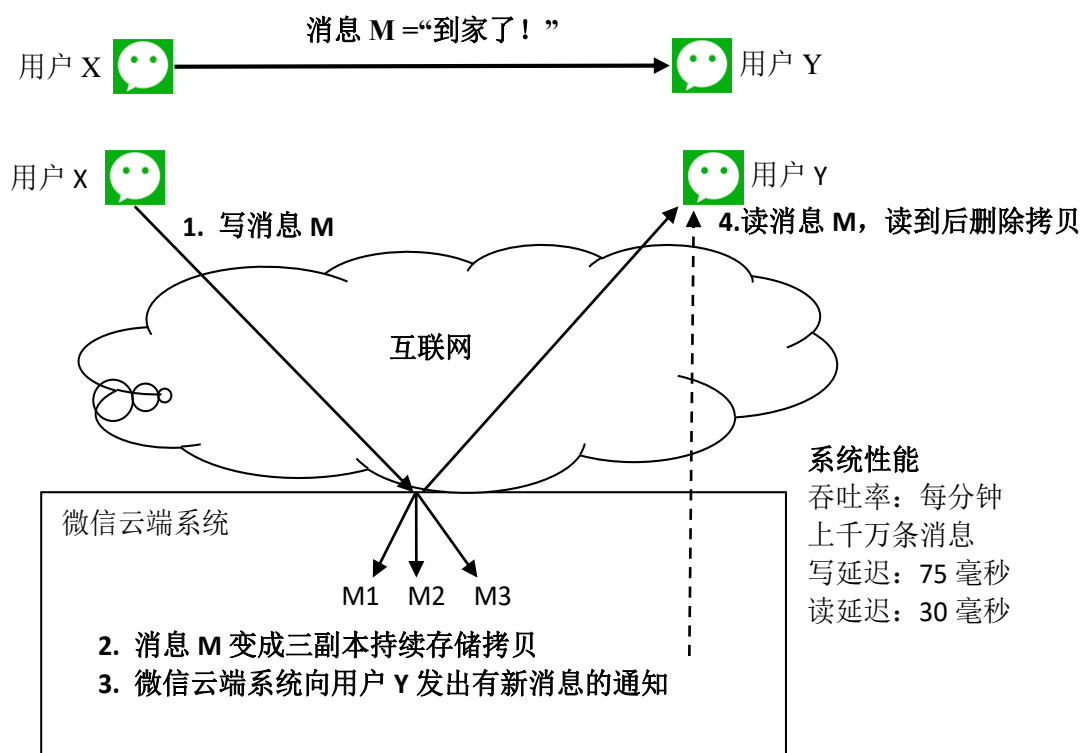 消息 M =“到家了！”
用户 X
用户 Y
用户 X
用户 Y
1. 写消息 M
4.读消息 M，读到后删除拷贝
互联网
系统性能
吞吐率：每分钟
上千万条消息
写延迟：75 毫秒
读延迟：30 毫秒
微信云端系统
M1 M2 M3
2. 消息 M 变成三副本持续存储拷贝
3. 微信云端系统向用户 Y 发出有新消息的通知